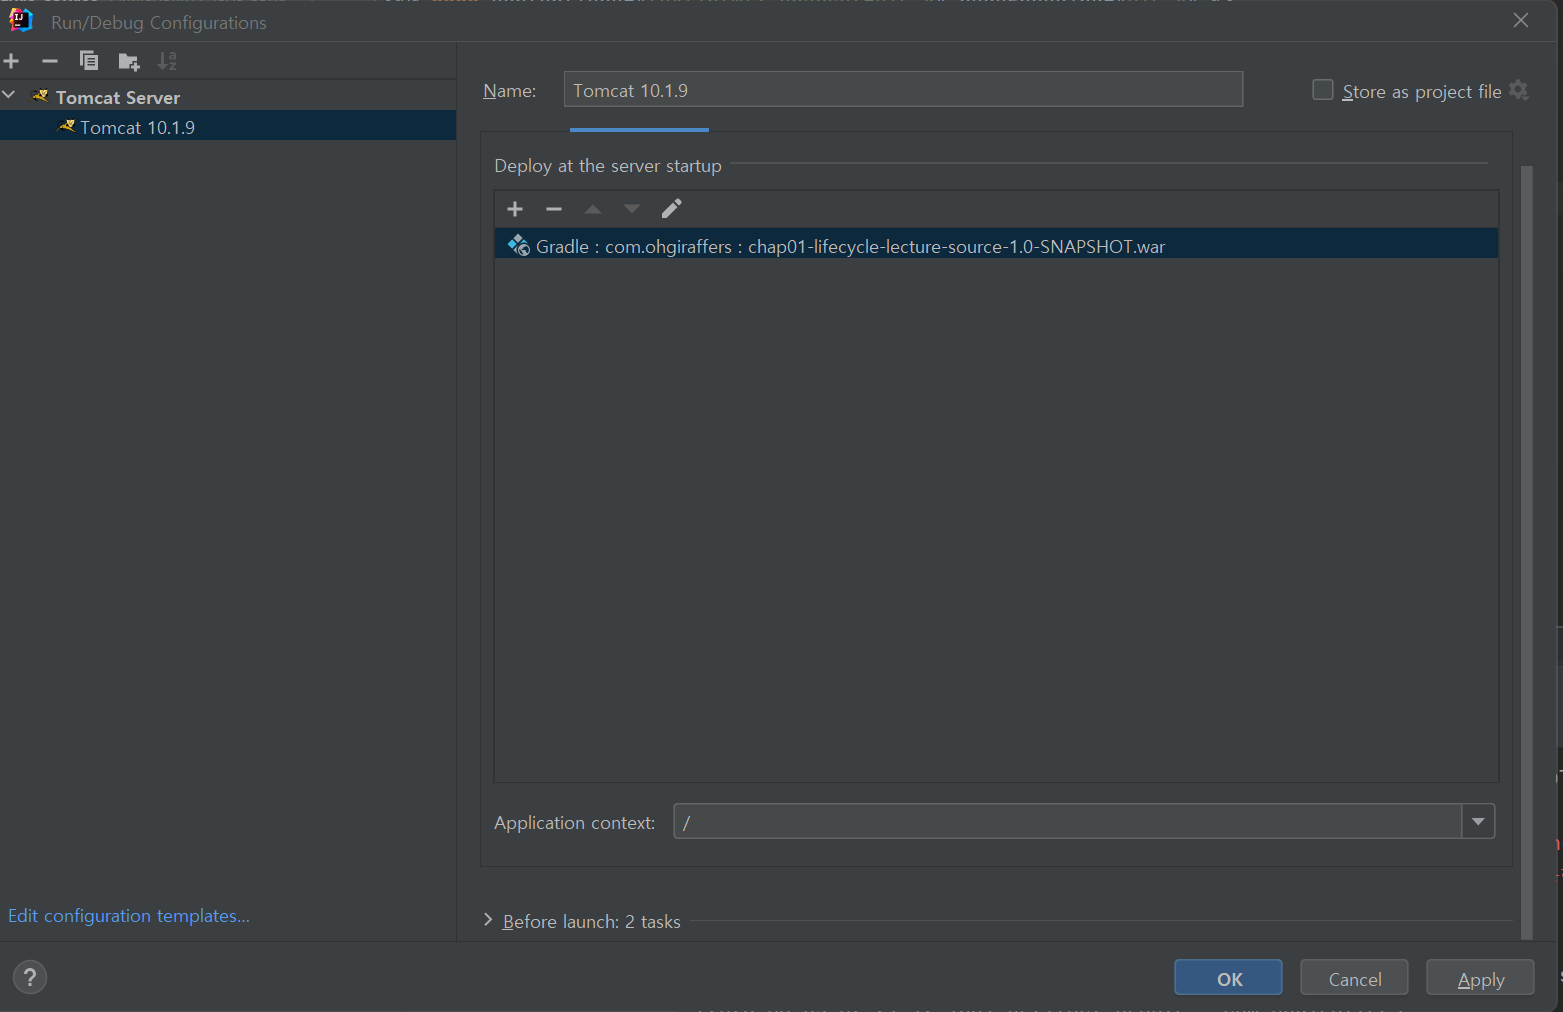 Run/Debug Configurations
Tomcat Server
Tomcat 10.1.9
Name: Tomcat 10.1.9
Store as project file
Deploy at the server startup
Gradle : com.ohgiraffers : chap01-lifecycle-lecture-source-1.0-SNAPSHOT.war
Application context: /
Edit configuration templates...
Before launch: 2 tasks
?
OK
Cancel
Apply